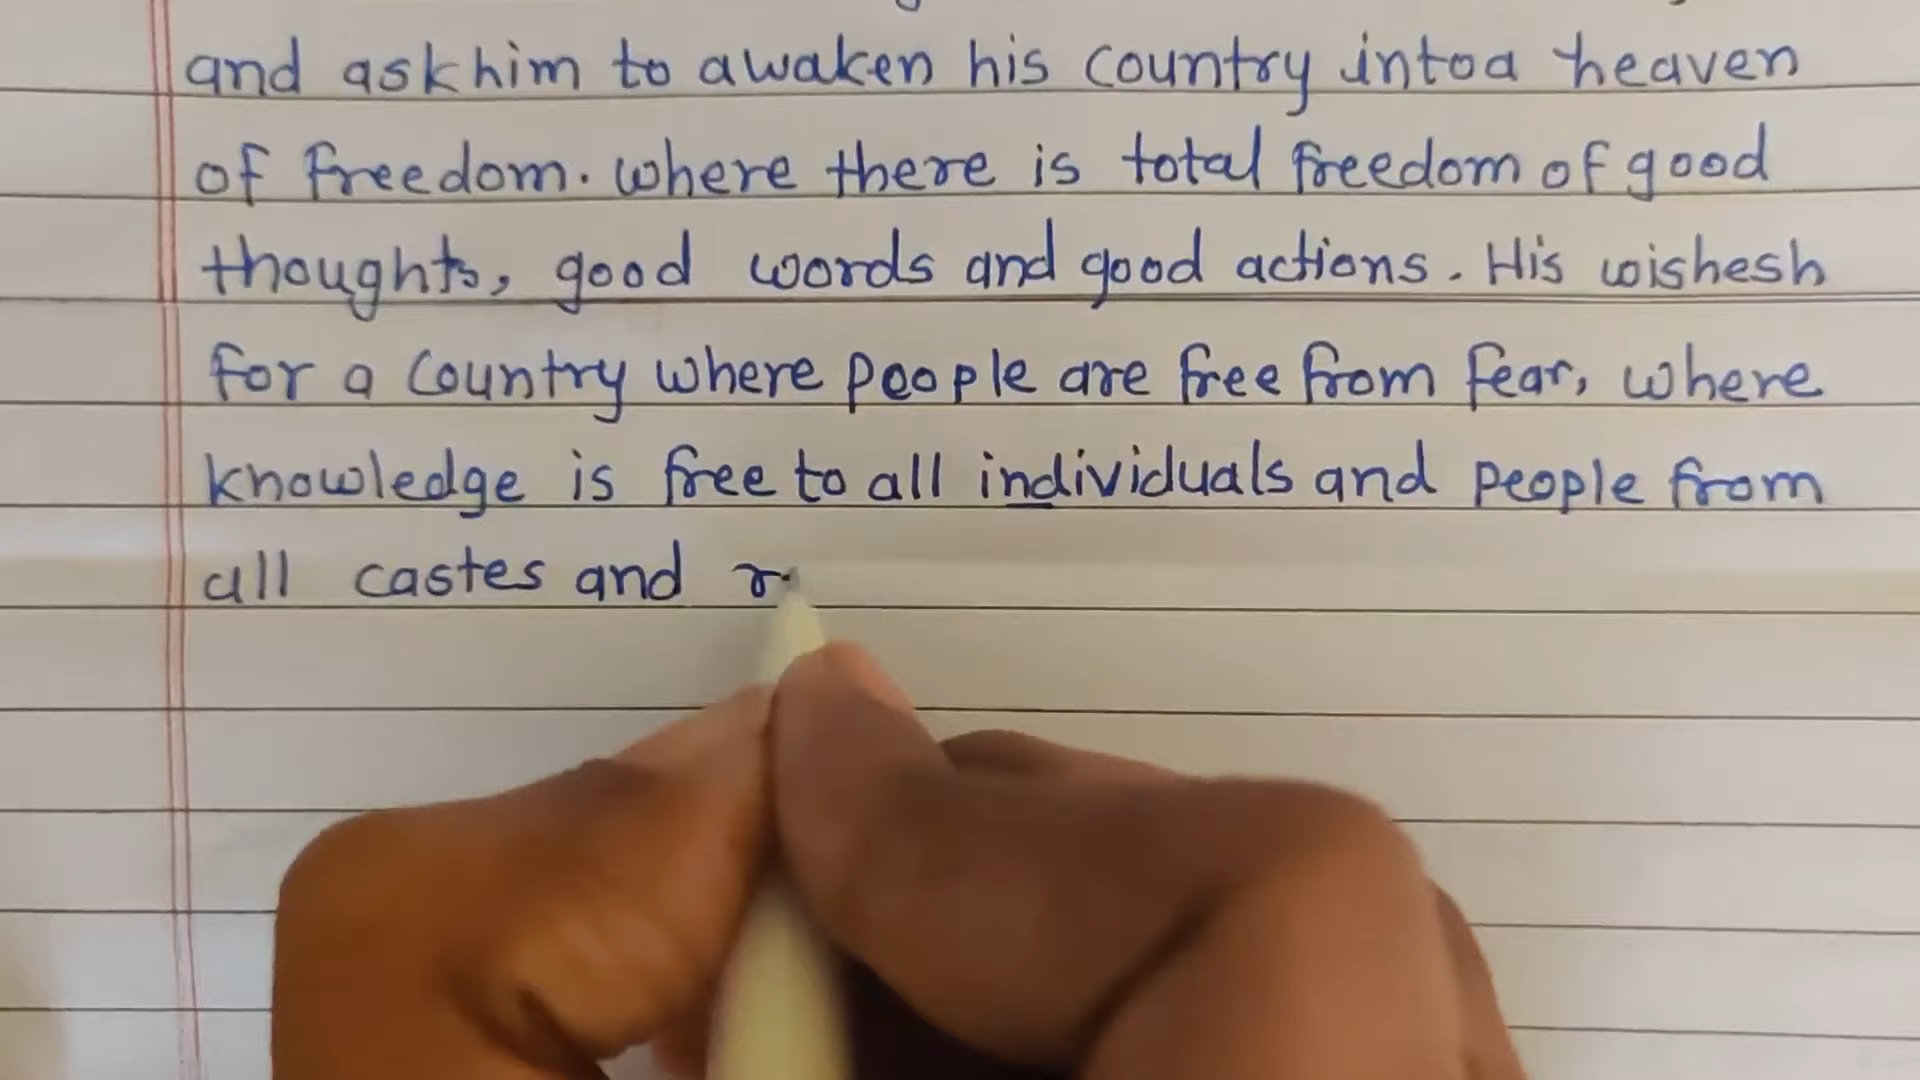 and ask him to awaken his country intoa heaven
of freedom. where there is total freedom of good
thoughts, good words and good actions. His wishesh
for a country where people are free from fear, where
knowledge is free to all individuals and people from
all castes and r